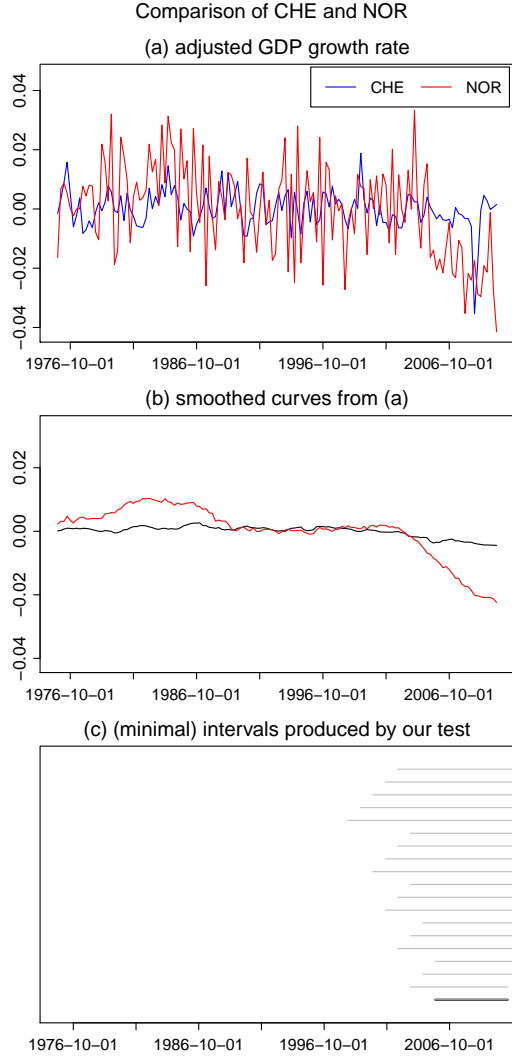 Comparison of CHE and NOR
(a) adjusted GDP growth rate
CHE NOR
0.04
0.02
0.00
−0.02
−0.04
1976−10−01 1986−10−01 1996−10−01 2006−10−01
(b) smoothed curves from (a)
0.02
0.00
−0.02
−0.04
1976−10−01 1986−10−01 1996−10−01 2006−10−01
(c) (minimal) intervals produced by our test
1976−10−01 1986−10−01 1996−10−01 2006−10−01